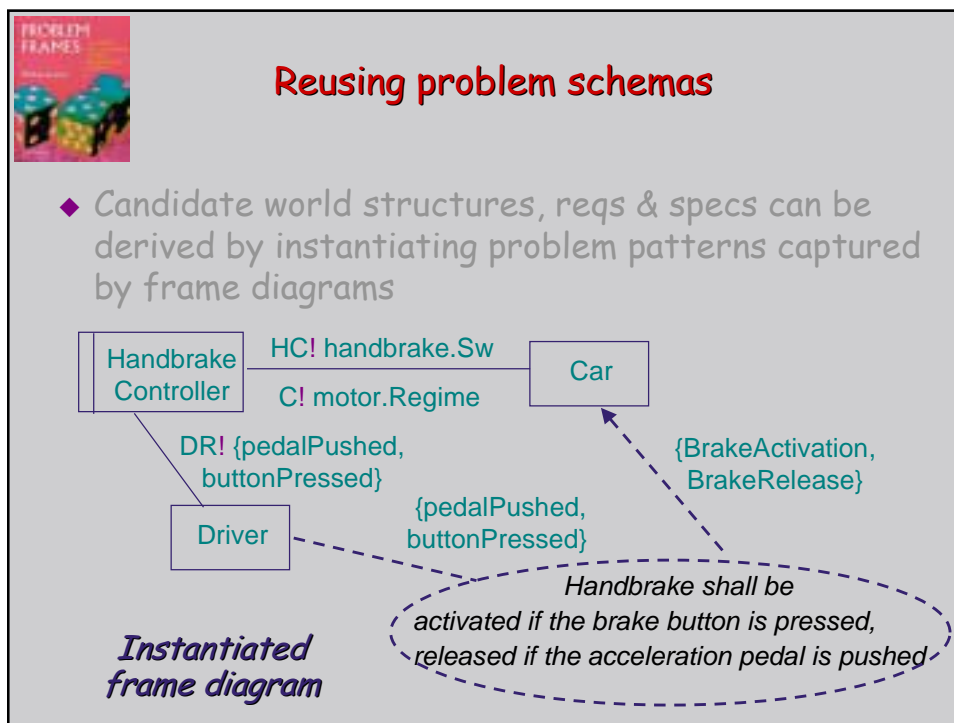 PROBLEM
FRAMES
Reusing problem schemas
Candidate world structures, reqs & specs can be
derived by instantiating problem patterns captured
by frame diagrams
Handbrake
Controller
HC! handbrake.Sw
C! motor.Regime
Car
DR! {pedalPushed,
buttonPressed}
{BrakeActivation,
BrakeRelease}
Driver
{pedalPushed,
buttonPressed}
Handbrake shall be
activated if the brake button is pressed,
released if the acceleration pedal is pushed
Instantiated
frame diagram